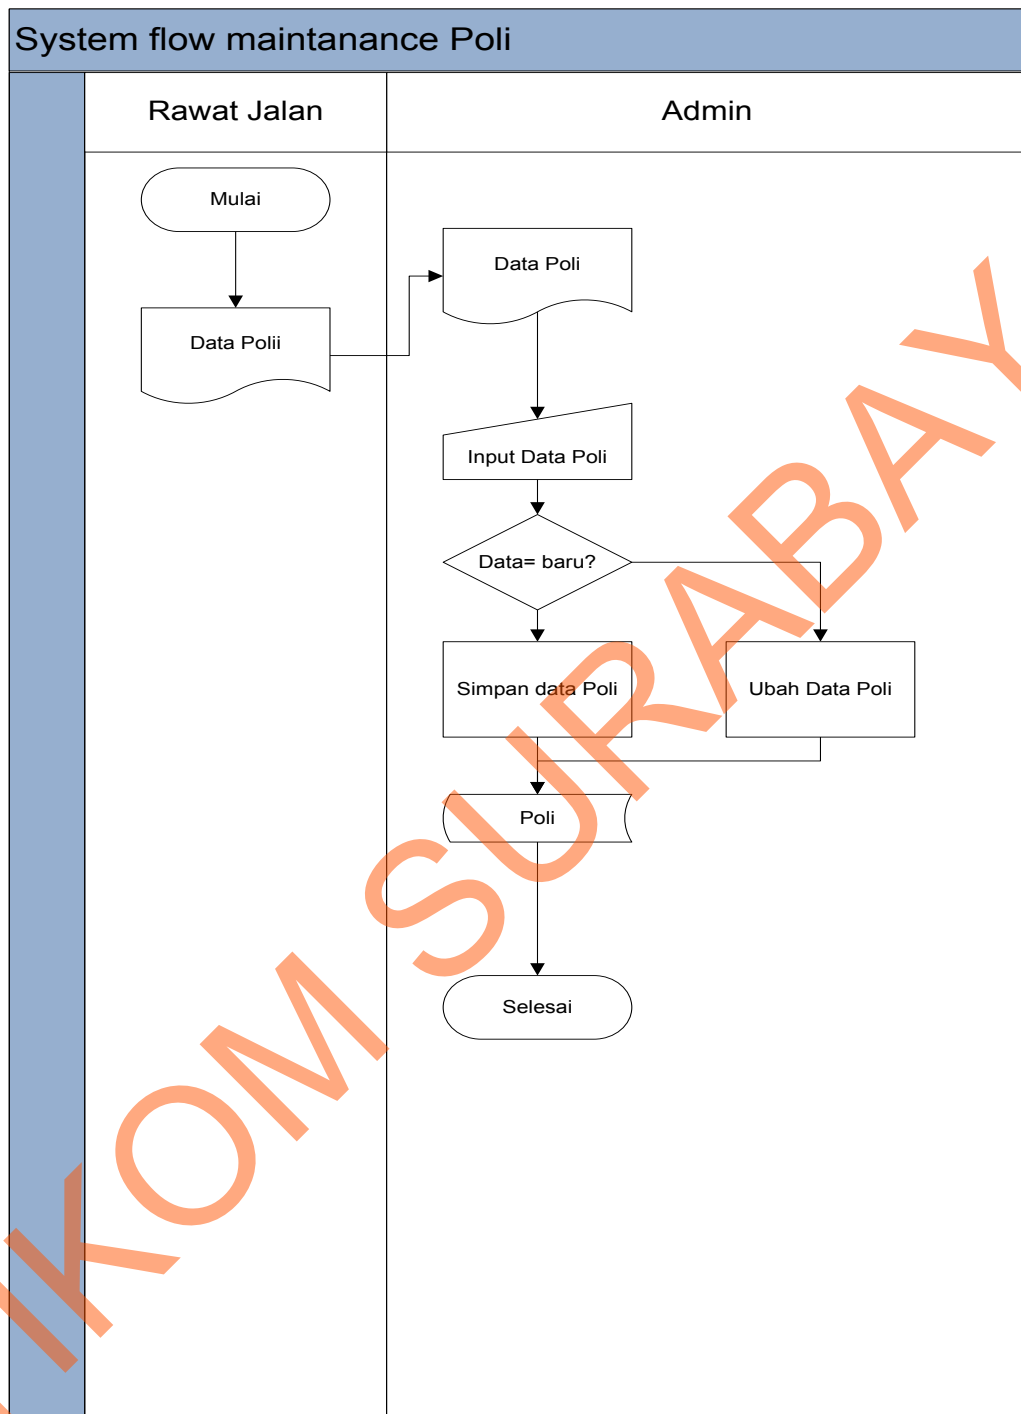 System flow maintanance Poli
Rawat Jalan
Admin
Mulai
Data Poli
Data Polii
Input Data Poli
Data= baru?
Simpan data Poli
Ubah Data Poli
Poli
Selesai
IKOM SURABAY